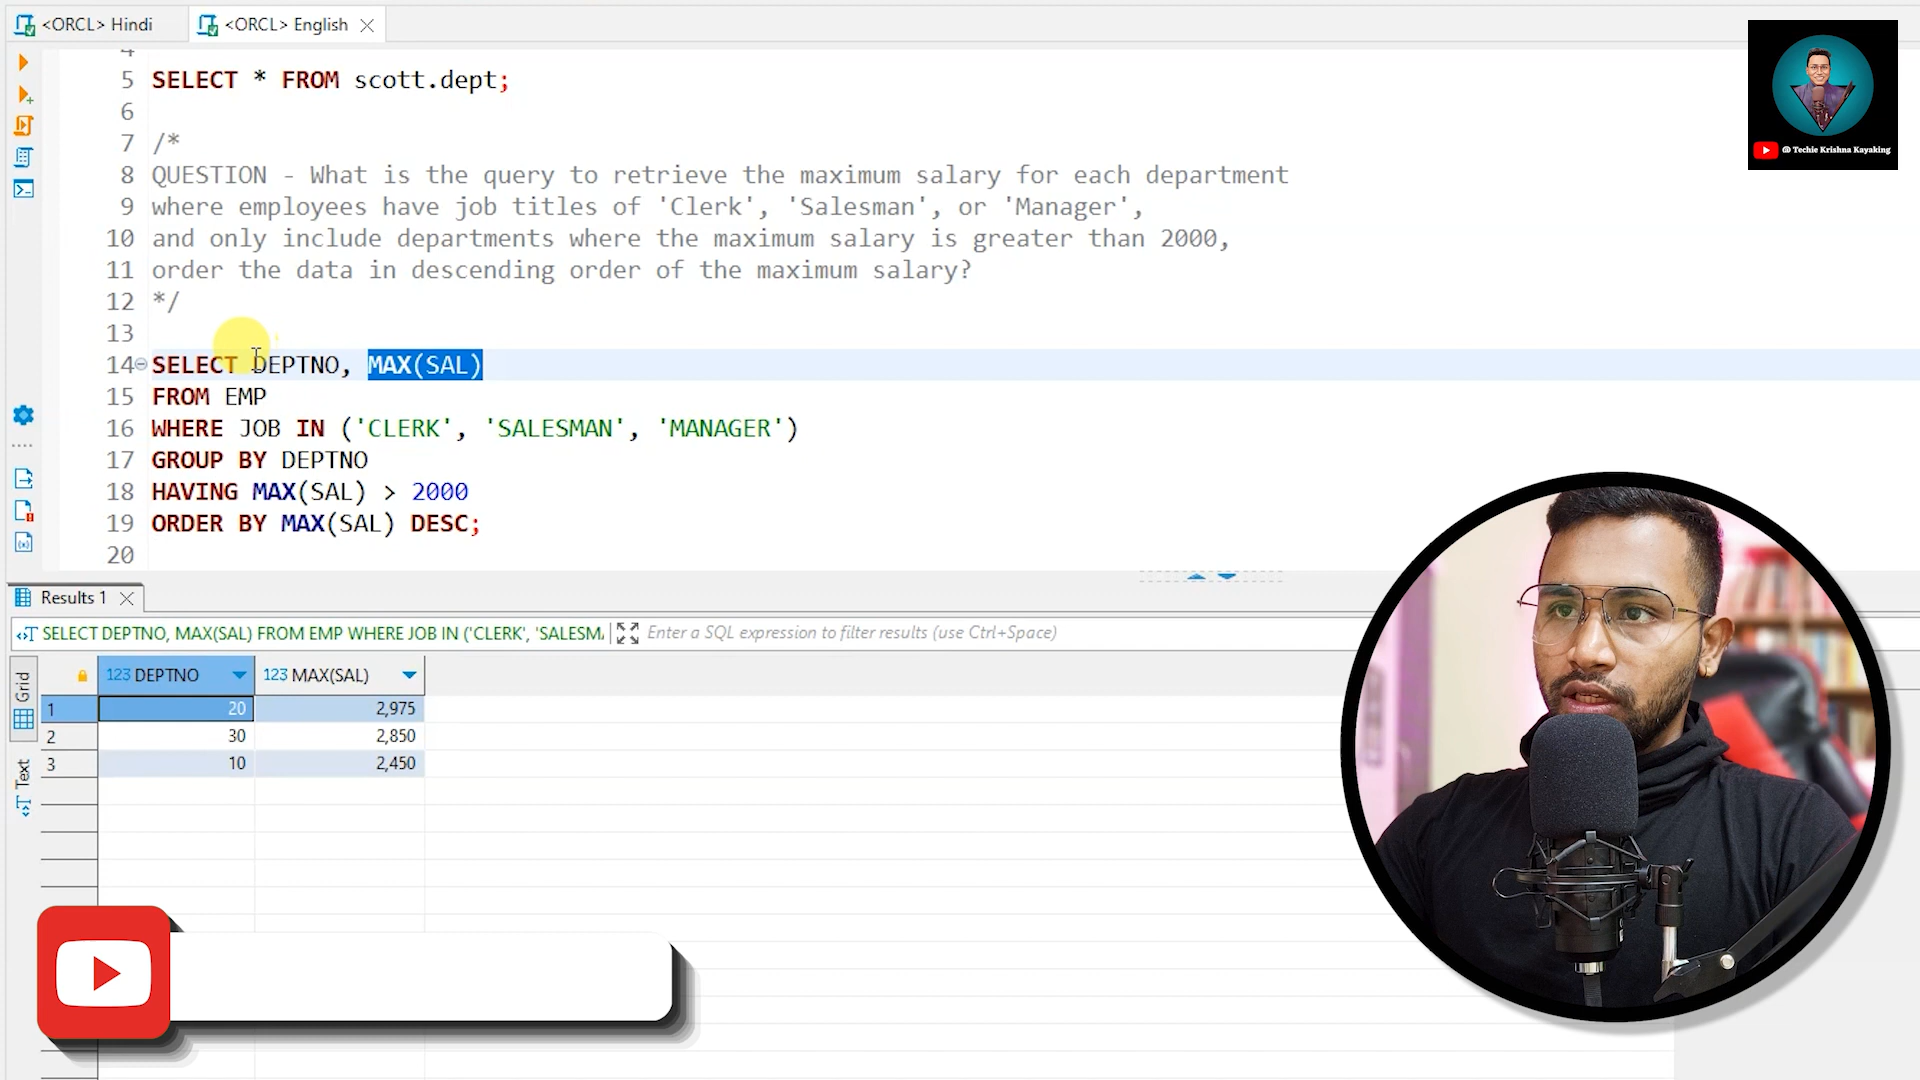 <ORCL> Hindi
<ORCL> English
@ Techie Krishna Kayaking
4
5 SELECT * FROM scott.dept;
6
7 /*
8 QUESTION - What is the query to retrieve the maximum salary for each department
9 where employees have job titles of 'Clerk', 'Salesman', or 'Manager',
10 and only include departments where the maximum salary is greater than 2000,
11 order the data in descending order of the maximum salary?
12 */
13
14 SELECT DEPTNO, MAX(SAL)
15 FROM EMP
16 WHERE JOB IN ('CLERK', 'SALESMAN', 'MANAGER')
17 GROUP BY DEPTNO
18 HAVING MAX(SAL) > 2000
19 ORDER BY MAX(SAL) DESC;
20
Results 1
SELECT DEPTNO, MAX(SAL) FROM EMP WHERE JOB IN ('CLERK', 'SALESM
Enter a SQL expression to filter results (use Ctrl+Space)
Grid
Text
123 DEPTNO 123 MAX(SAL)
1 20 2,975
2 30 2,850
3 10 2,450